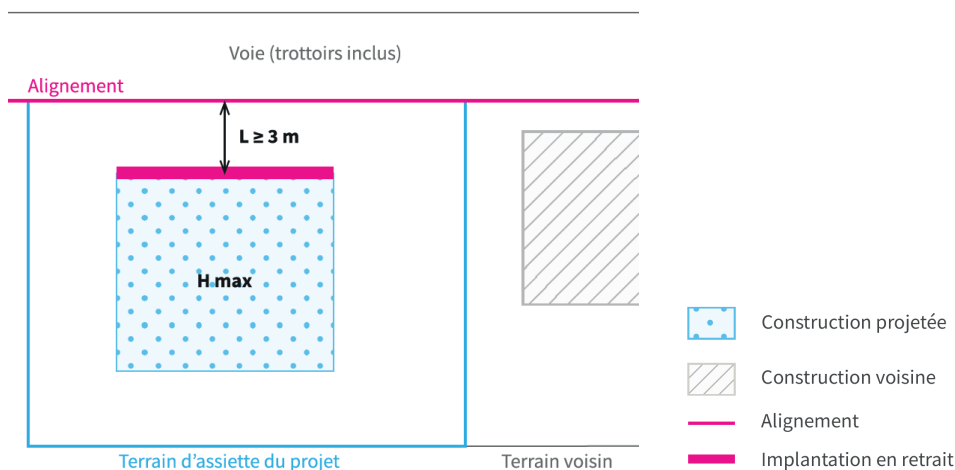 Voie (trottoirs inclus)
Alignement
L ≥ 3 m
H max
Terrain d’assiette du projet
Terrain voisin
Construction projetée
Construction voisine
Alignement
Implantation en retrait